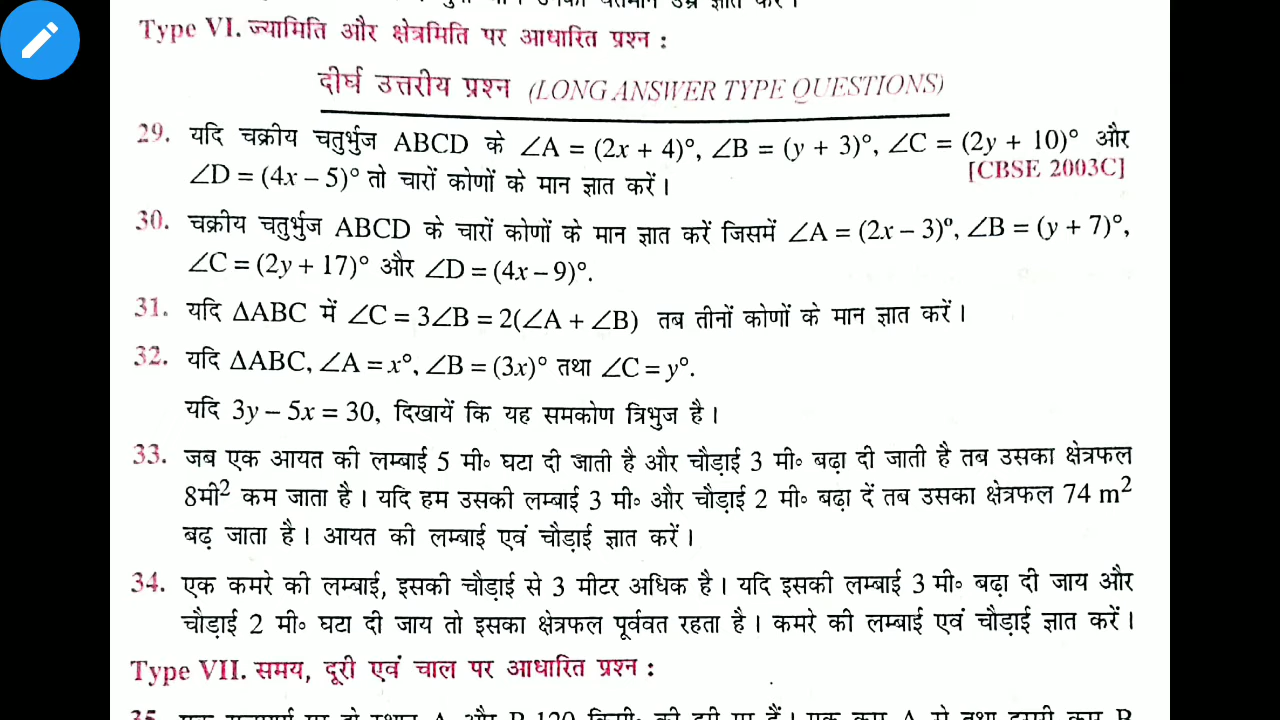 Type VI. ज्यामिति और क्षेत्रमिति पर आधारित प्रश्न :
दीर्घ उत्तरीय प्रश्न (LONG ANSWER TYPE QUESTIONS)
29. यदि चक्रीय चतुर्भुज ABCD के ∠A = (2x + 4)°, ∠B = (y + 3)°, ∠C = (2y + 10)° और
∠D = (4x – 5)° तो चारों कोणों के मान ज्ञात करें। [CBSE 2003C]
30. चक्रीय चतुर्भुज ABCD के चारों कोणों के मान ज्ञात करें जिसमें ∠A = (2x – 3)°, ∠B = (y + 7)°,
∠C = (2y + 17)° और ∠D = (4x – 9)°.
31. यदि ΔABC में ∠C = 3∠B = 2(∠A + ∠B) तब तीनों कोणों के मान ज्ञात करें।
32. यदि ΔABC, ∠A = x°, ∠B = (3x)° तथा ∠C = y°.
यदि 3y – 5x = 30, दिखायें कि यह समकोण त्रिभुज है।
33. जब एक आयत की लम्बाई 5 मी॰ घटा दी जाती है और चौड़ाई 3 मी॰ बढ़ा दी जाती है तब उसका क्षेत्रफल
8मी² कम जाता है। यदि हम उसकी लम्बाई 3 मी॰ और चौड़ाई 2 मी॰ बढ़ा दें तब उसका क्षेत्रफल 74 m²
बढ़ जाता है। आयत की लम्बाई एवं चौड़ाई ज्ञात करें।
34. एक कमरे की लम्बाई, इसकी चौड़ाई से 3 मीटर अधिक है। यदि इसकी लम्बाई 3 मी॰ बढ़ा दी जाय और
चौड़ाई 2 मी॰ घटा दी जाय तो इसका क्षेत्रफल पूर्ववत रहता है। कमरे की लम्बाई एवं चौड़ाई ज्ञात करें।
Type VII. समय, दूरी एवं चाल पर आधारित प्रश्न :